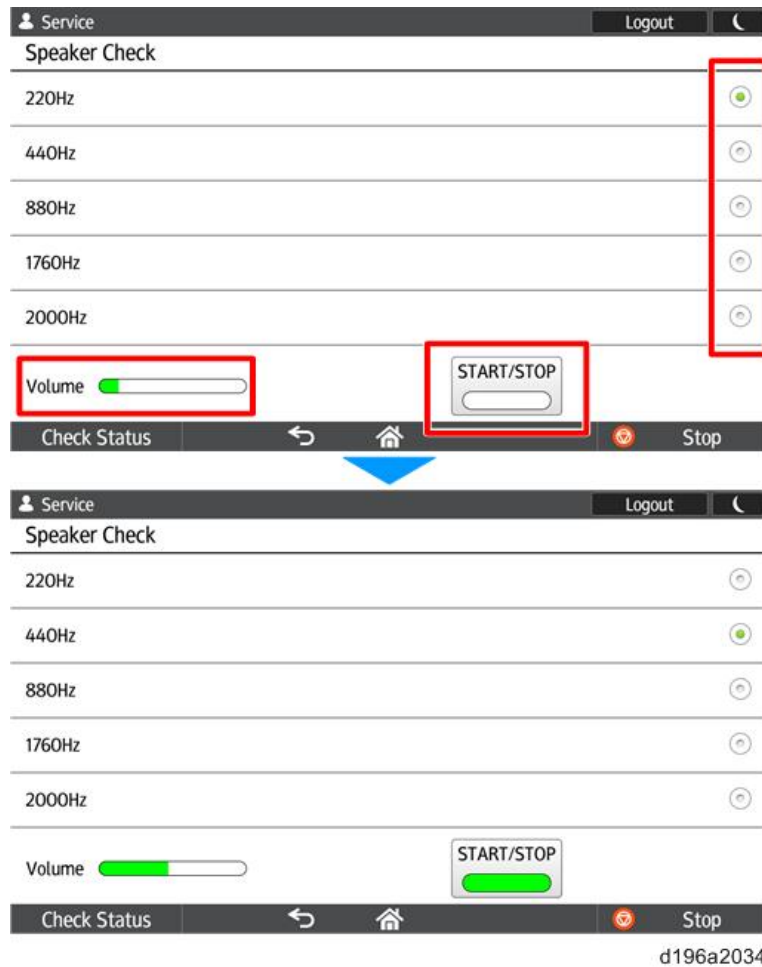 Service Logout
Speaker Check
220Hz
440Hz
880Hz
1760Hz
2000Hz
Volume START/STOP
Check Status Stop
Service Logout
Speaker Check
220Hz
440Hz
880Hz
1760Hz
2000Hz
Volume START/STOP
Check Status Stop
d196a2034